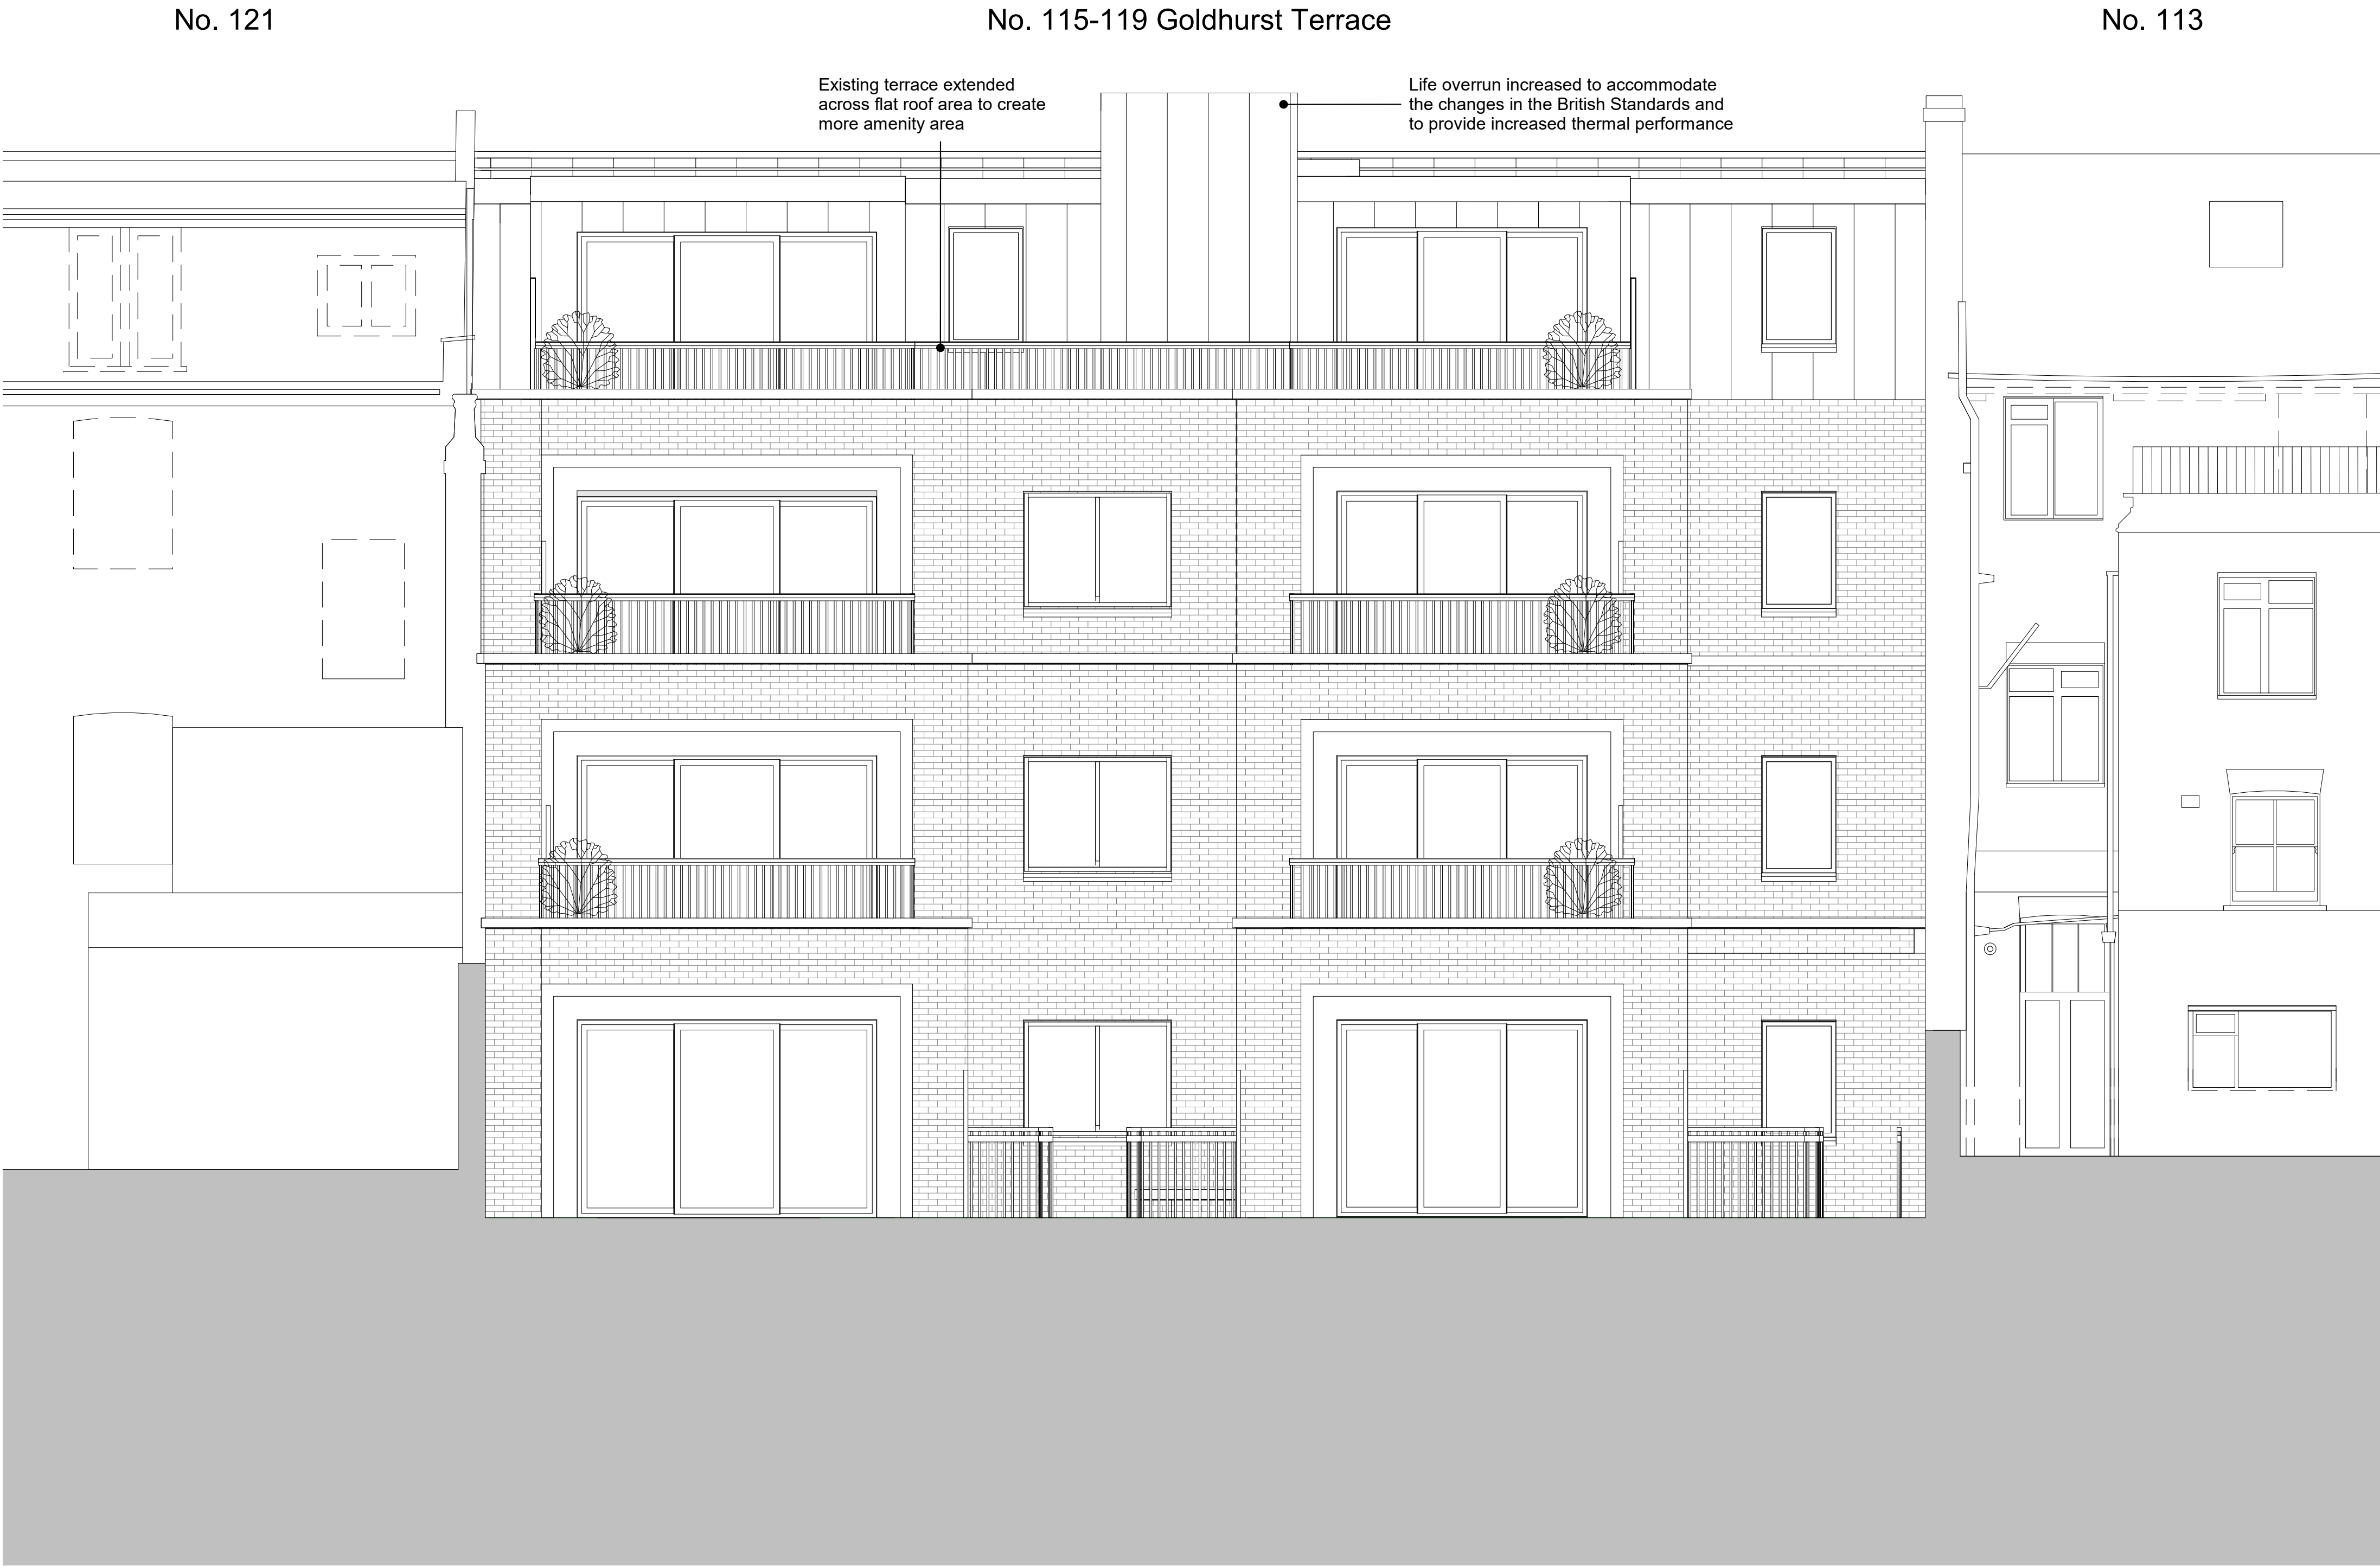 No. 121
No. 115-119 Goldhurst Terrace
No. 113
Existing terrace extended
across flat roof area to create
more amenity area
Life overrun increased to accommodate
the changes in the British Standards and
to provide increased thermal performance